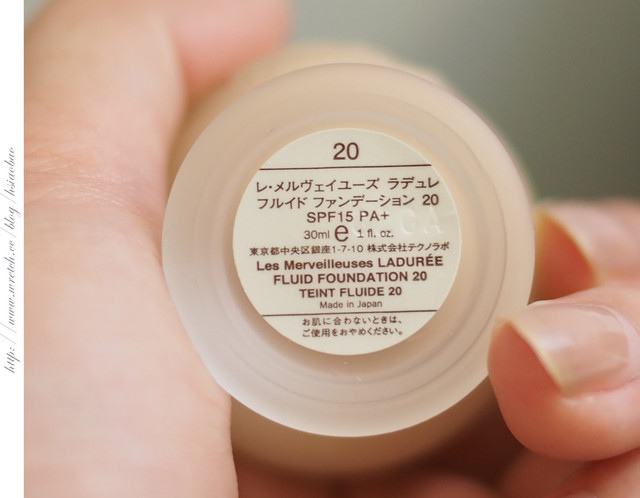 20
レ・メルヴェイユーズ ラデュレ
フルイド ファンデーション 20
SPF15 PA+
30ml e 1 fl. oz.
東京都中央区銀座1-7-10 株式会社テクノラボ
Les Merveilleuses LADURÉE
FLUID FOUNDATION 20
TEINT FLUIDE 20
Made in Japan
お肌に合わないときは、
ご使用をおやめください。
http://www.wretch.cc/blog/hsiaobao